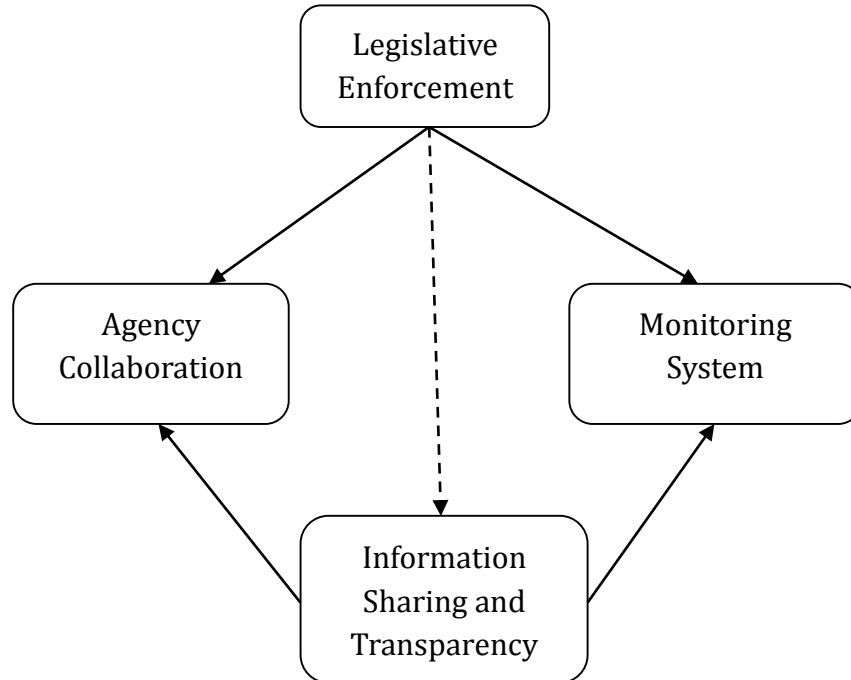 Legislative
Enforcement
Agency
Collaboration
Monitoring
System
Information
Sharing and
Transparency